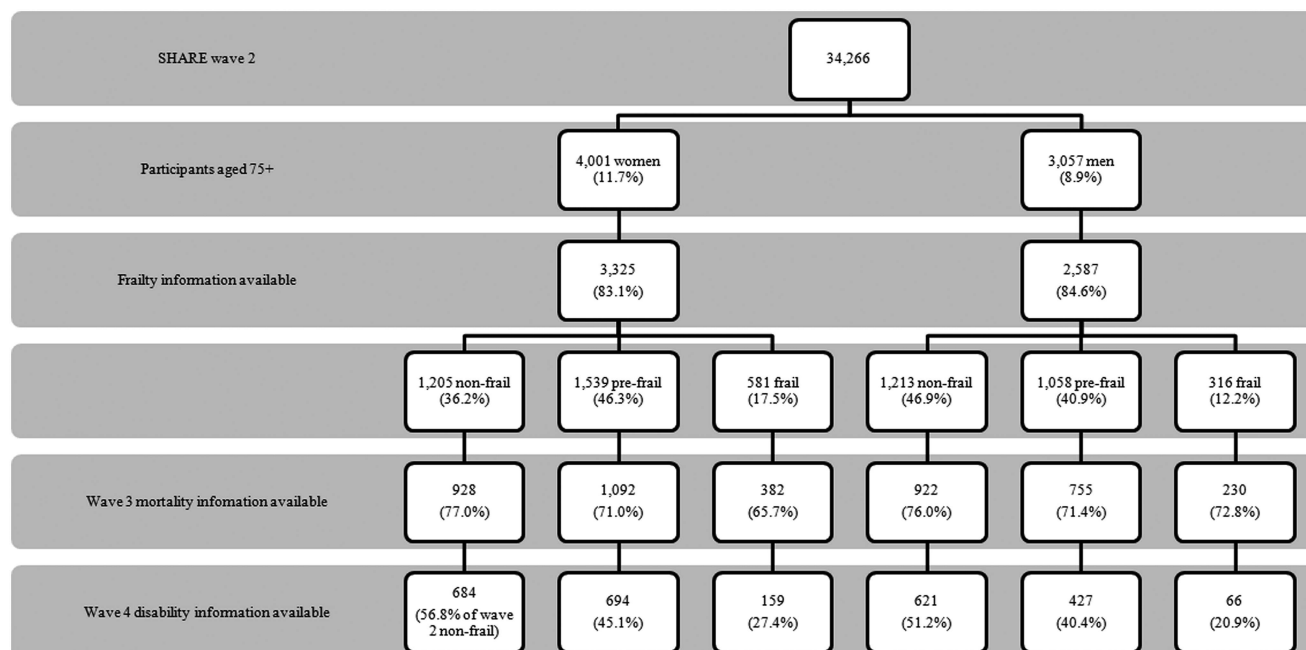 SHARE wave 2
34,266
Participants aged 75+
4,001 women
(11.7%)
3,057 men
(8.9%)
Frailty information available
3,325
(83.1%)
2,587
(84.6%)
1,205 non-frail
(36.2%)
1,539 pre-frail
(46.3%)
581 frail
(17.5%)
1,213 non-frail
(46.9%)
1,058 pre-frail
(40.9%)
316 frail
(12.2%)
Wave 3 mortality infomation available
928
(77.0%)
1,092
(71.0%)
382
(65.7%)
922
(76.0%)
755
(71.4%)
230
(72.8%)
Wave 4 disability information available
684
(56.8% of wave
2 non-frail)
694
(45.1%)
159
(27.4%)
621
(51.2%)
427
(40.4%)
66
(20.9%)